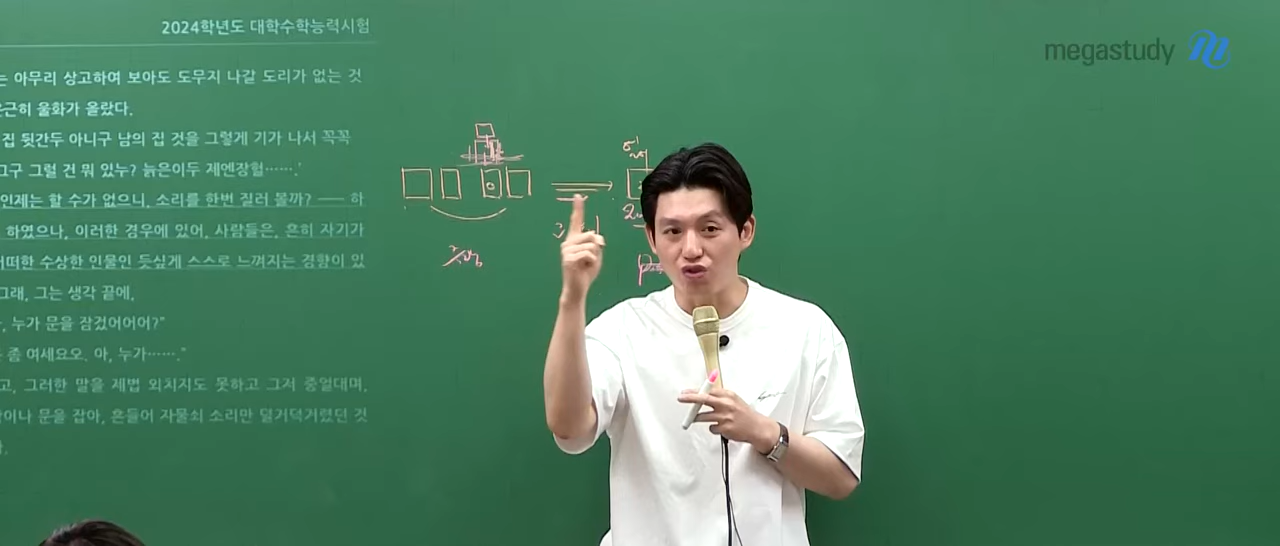 2024학년도 대학수학능력시험
megastudy
는 아무리 상고하여 보아도 도무지 나갈 도리가 없는 것
은근히 울화가 올랐다.
집 뒷간두 아니구 남의 집 것을 그렇게 기가 나서 꼭꼭
그구 그럴 건 뭐 있누? 늙은이두 제엔장헐…….'
인제는 할 수가 없으니, 소리를 한번 질러 볼까? ── 하
하였으나, 이러한 경우에 있어, 사람들은, 흔히 자기가
어떠한 수상한 인물인 듯싶게 스스로 느껴지는 경향이 있
그래, 그는 생각 끝에,
, 누가 문을 잠겄어어어?"
좀 여세요오. 아, 누가……."
고, 그러한 말을 제법 외치지도 못하고 그저 중얼대며,
이나 문을 잡아, 흔들어 자물쇠 소리만 덜거덕거렸던 것